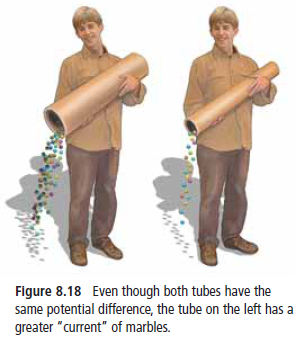 Figure 8.18 Even though both tubes have the
same potential difference, the tube on the left has a
greater “current” of marbles.